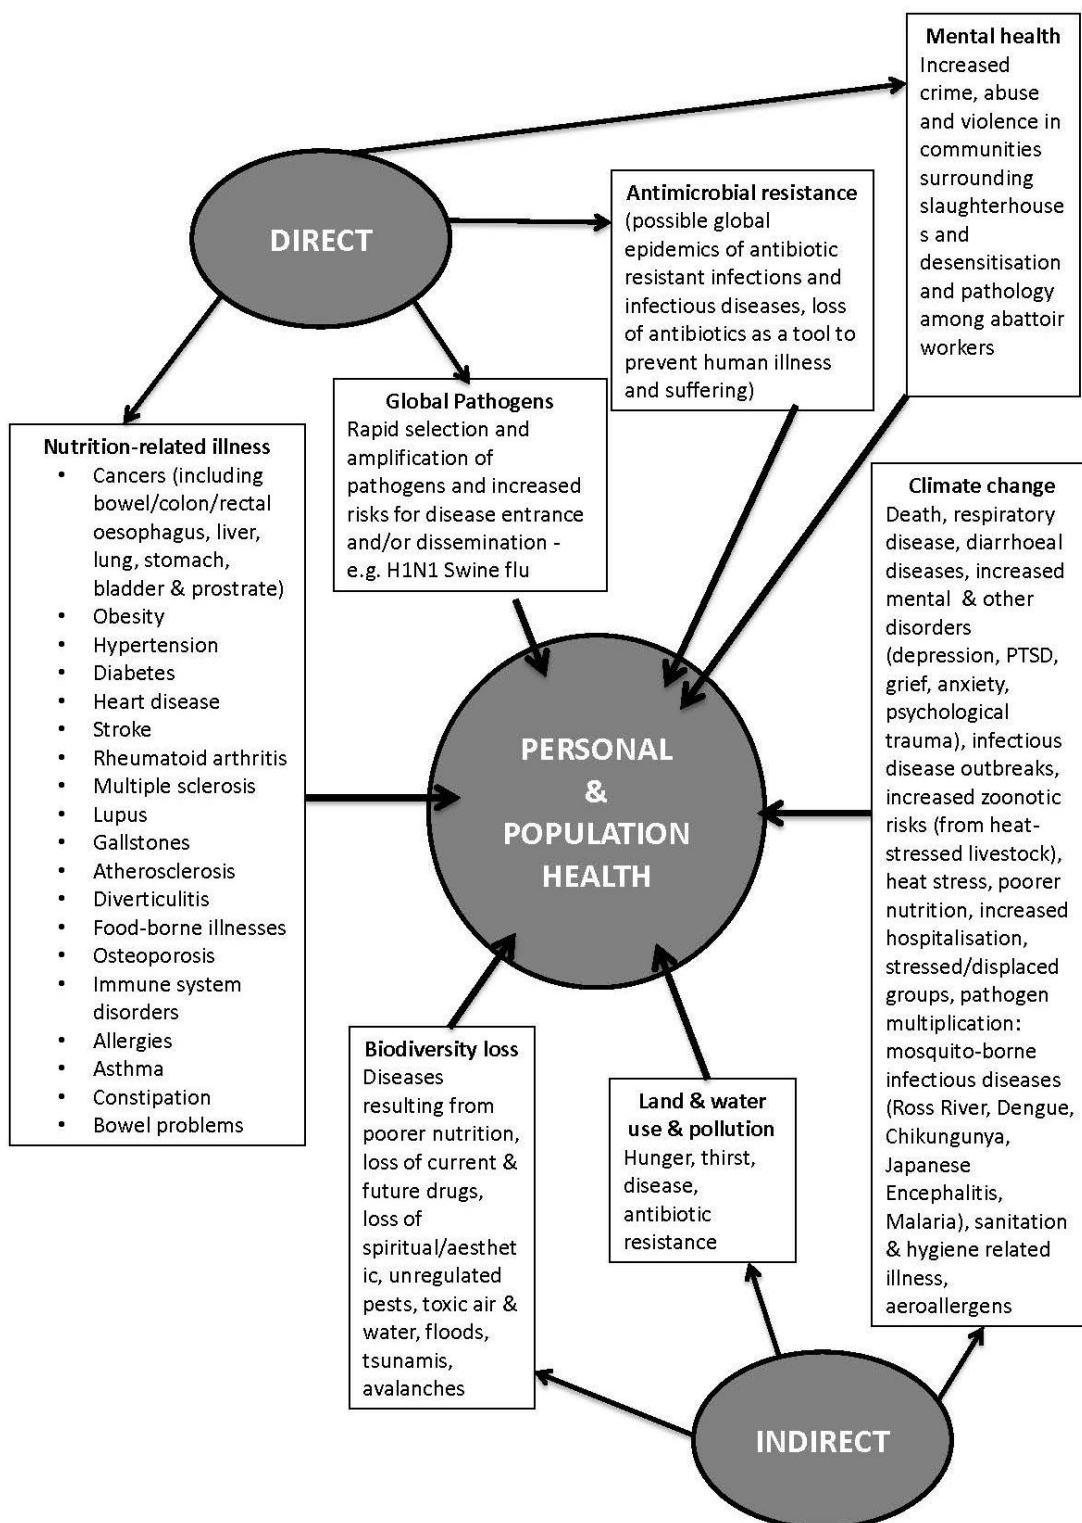 Mental health
Increased
crime, abuse
and violence in
communities
surrounding
slaughterhouse
s and
desensitisation
and pathology
among abattoir
workers
DIRECT
Antimicrobial resistance
(possible global
epidemics of antibiotic
resistant infections and
infectious diseases, loss
of antibiotics as a tool to
prevent human illness
and suffering)
Global Pathogens
Rapid selection and
amplification of
pathogens and increased
risks for disease entrance
and/or dissemination -
e.g. H1N1 Swine flu
Nutrition-related illness
• Cancers (including
bowel/colon/rectal
oesophagus, liver,
lung, stomach,
bladder & prostrate)
• Obesity
• Hypertension
• Diabetes
• Heart disease
• Stroke
• Rheumatoid arthritis
• Multiple sclerosis
• Lupus
• Gallstones
• Atherosclerosis
• Diverticulitis
• Food-borne illnesses
• Osteoporosis
• Immune system
disorders
• Allergies
• Asthma
• Constipation
• Bowel problems
PERSONAL
&
POPULATION
HEALTH
Climate change
Death, respiratory
disease, diarrhoeal
diseases, increased
mental & other
disorders
(depression, PTSD,
grief, anxiety,
psychological
trauma), infectious
disease outbreaks,
increased zoonotic
risks (from heat-
stressed livestock),
heat stress, poorer
nutrition, increased
hospitalisation,
stressed/displaced
groups, pathogen
multiplication:
mosquito-borne
infectious diseases
(Ross River, Dengue,
Chikungunya,
Japanese
Encephalitis,
Malaria), sanitation
& hygiene related
illness,
aeroallergens
Biodiversity loss
Diseases
resulting from
poorer nutrition,
loss of current &
future drugs,
loss of
spiritual/aesthet
ic, unregulated
pests, toxic air &
water, floods,
tsunamis,
avalanches
Land & water
use & pollution
Hunger, thirst,
disease,
antibiotic
resistance
INDIRECT